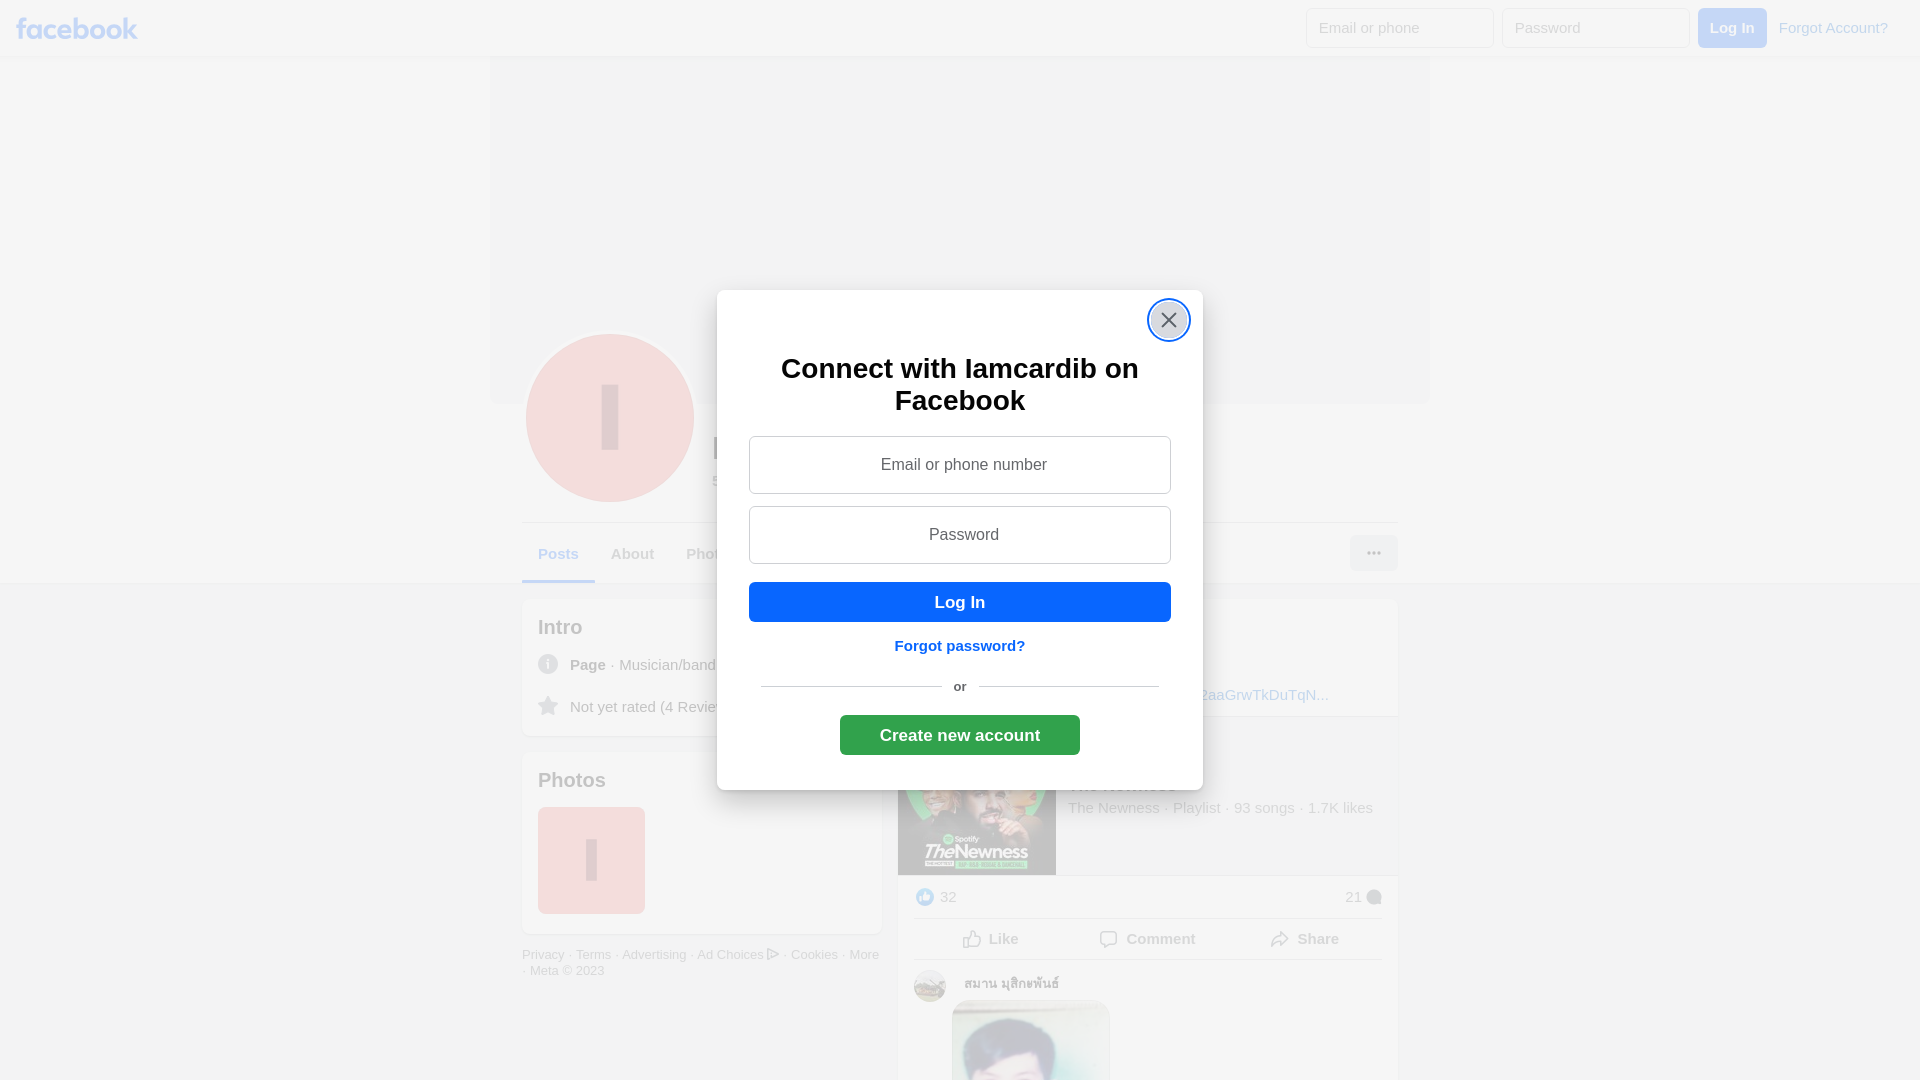 facebook
Email or phone
Password
Log In
Forgot Account?
Connect with Iamcardib on
Facebook
Email or phone number
Password
Log In
Forgot password?
or
Create new account
I
Posts
About
Intro
Page · Musician/band
Not yet rated (4
2aaGrwTkDuTqN...
Photos
I
The Newness · Playlist · 93 songs · 1.7K likes
Spotify
The Newness
32
21
Like
Comment
Share
Privacy · Terms · Advertising · Ad Choices · Cookies · More
· Meta © 2023
สมาน มุสิกะพันธ์